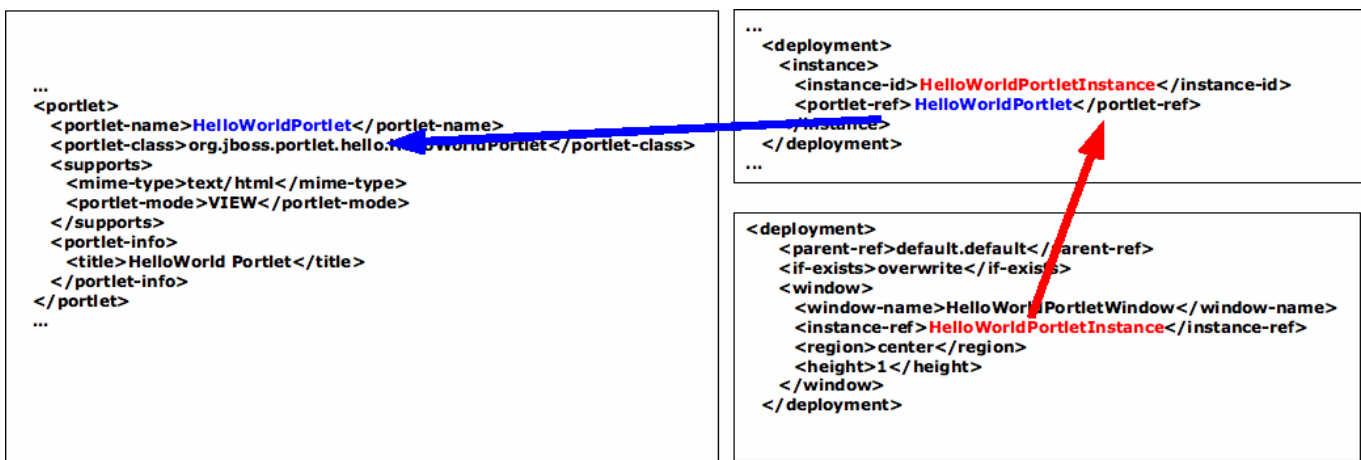 ...
<portlet>
<portlet-name>HelloWorldPortlet</portlet-name>
<portlet-class>org.jboss.portlet.hello.HelloWorldPortlet</portlet-class>
<supports>
<mime-type>text/html</mime-type>
<portlet-mode>VIEW</portlet-mode>
</supports>
<portlet-info>
<title>HelloWorld Portlet</title>
</portlet-info>
</portlet>
...
...
<deployment>
<instance>
<instance-id>HelloWorldPortletInstance</instance-id>
<portlet-ref>HelloWorldPortlet</portlet-ref>
</instance>
</deployment>
...
<deployment>
<parent-ref>default.default</parent-ref>
<if-exists>overwrite</if-exists>
<window>
<window-name>HelloWorldPortletWindow</window-name>
<instance-ref>HelloWorldPortletInstance</instance-ref>
<region>center</region>
<height>1</height>
</window>
</deployment>